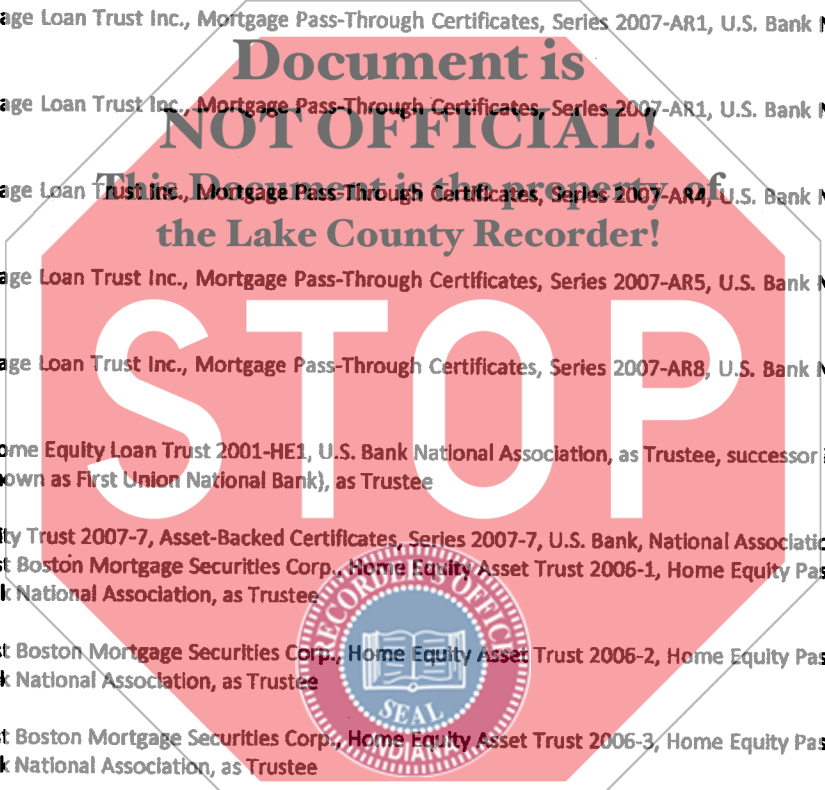 age Loan Trust Inc., Mortgage Pass-Through Certificates, Series 2007-AR1, U.S. Bank
Document is
age Loan Trust Inc., Mortgage Pass-Through Certificates, Series 2007-AR1, U.S. Bank
NOT OFFICIAL!
This Document is the property of
age Loan Trust Inc., Mortgage Pass-Through Certificates, Series 2007-AR4, U.S. Bank
the Lake County Recorder!
age Loan Trust Inc., Mortgage Pass-Through Certificates, Series 2007-AR5, U.S. Bank
STOP
age Loan Trust Inc., Mortgage Pass-Through Certificates, Series 2007-AR8, U.S. Bank
ome Equity Loan Trust 2001-HE1, U.S. Bank National Association, as Trustee, successor
own as First Union National Bank), as Trustee
ity Trust 2007-7, Asset-Backed Certificates, Series 2007-7, U.S. Bank, National Associatio
t Boston Mortgage Securities Corp., Home Equity Asset Trust 2006-1, Home Equity Pas
k National Association, as Trustee
t Boston Mortgage Securities Corp., Home Equity Asset Trust 2006-2, Home Equity Pas
k National Association, as Trustee
t Boston Mortgage Securities Corp., Home Equity Asset Trust 2006-3, Home Equity Pas
k National Association, as Trustee
RECORDER'S OFFIC
SEAL